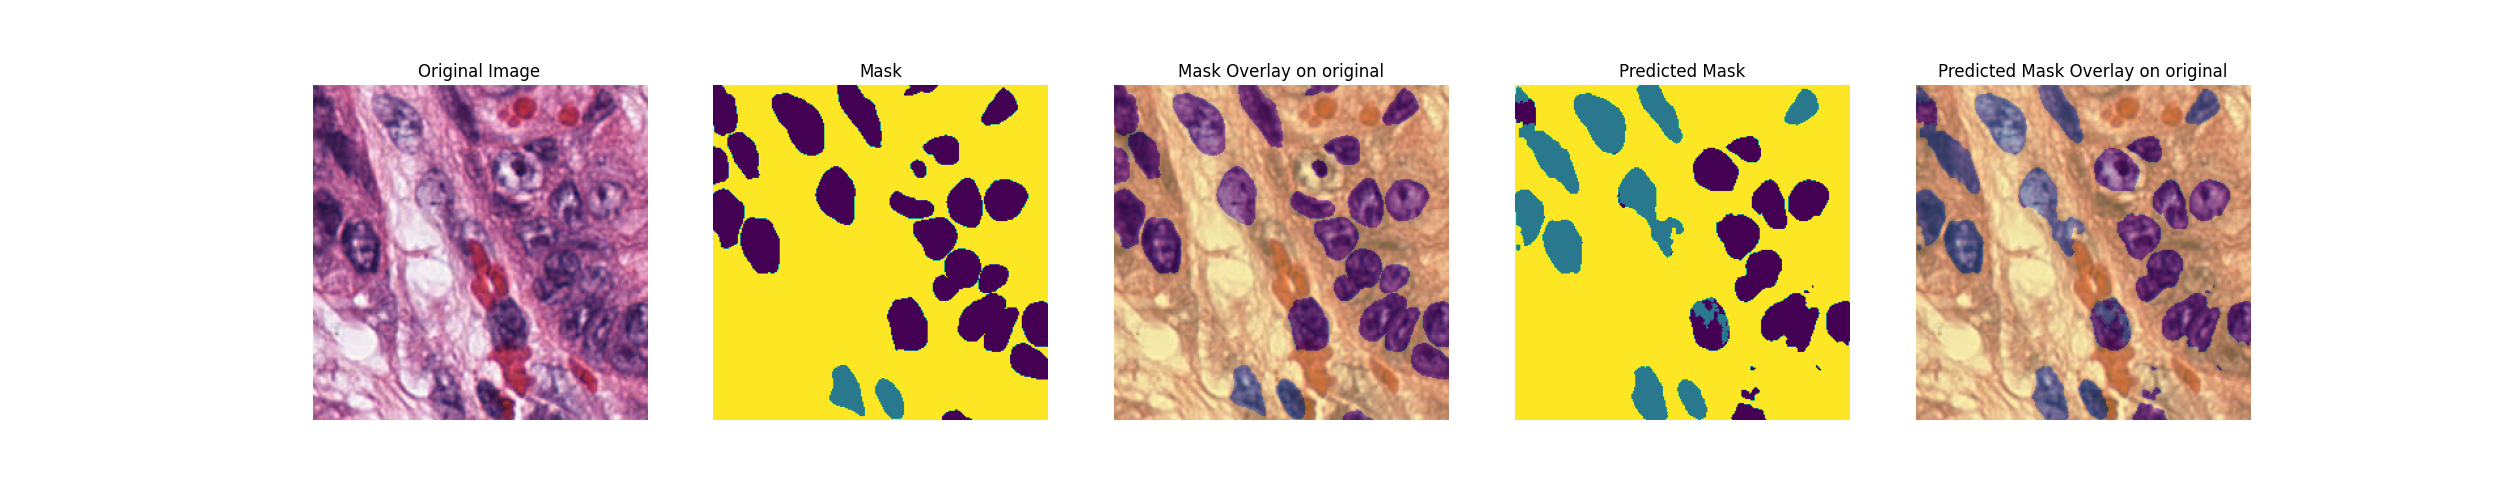 Original Image
Mask
Mask Overlay on original
Predicted Mask
Predicted Mask Overlay on original